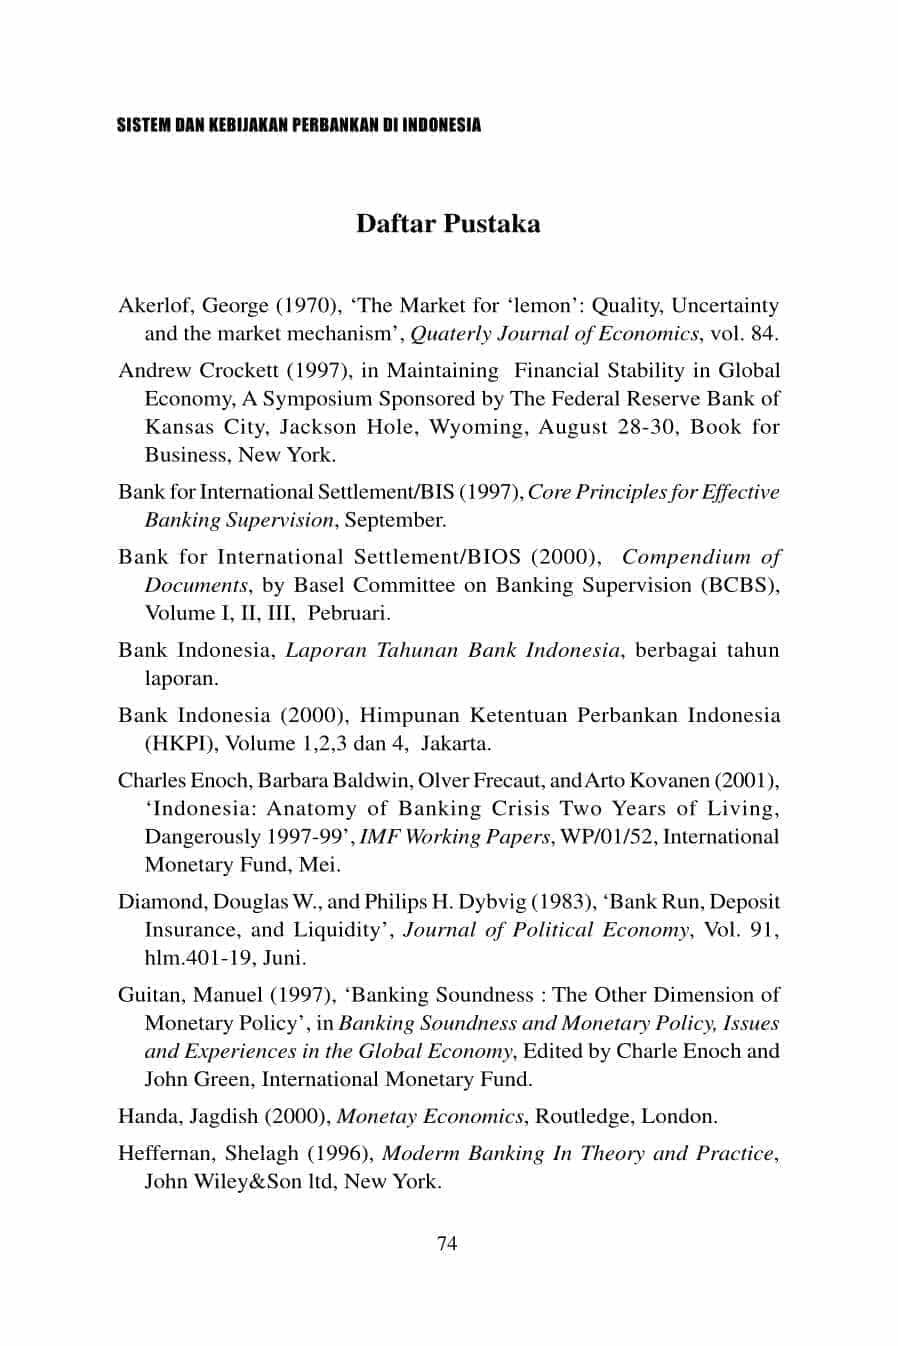 SISTEM DAN KEBIJAKAN PERBANKAN DI INDONESIA
Daftar Pustaka
Akerlof, George (1970), ‘The Market for ‘lemon’: Quality, Uncertainty
and the market mechanism’, Quaterly Journal of Economics, vol. 84.
Andrew Crockett (1997), in Maintaining Financial Stability in Global
Economy, A Symposium Sponsored by The Federal Reserve Bank of
Kansas City, Jackson Hole, Wyoming, August 28-30, Book for
Business, New York.
Bank for International Settlement/BIS (1997), Core Principles for Effective
Banking Supervision, September.
Bank for International Settlement/BIOS (2000), Compendium of
Documents, by Basel Committee on Banking Supervision (BCBS),
Volume I, II, III, Pebruari.
Bank Indonesia, Laporan Tahunan Bank Indonesia, berbagai tahun
laporan.
Bank Indonesia (2000), Himpunan Ketentuan Perbankan Indonesia
(HKPI), Volume 1,2,3 dan 4, Jakarta.
Charles Enoch, Barbara Baldwin, Olver Frecaut, andArto Kovanen (2001),
‘Indonesia: Anatomy of Banking Crisis Two Years of Living,
Dangerously 1997-99’, IMF Working Papers, WP/01/52, International
Monetary Fund, Mei.
Diamond, Douglas W., and Philips H. Dybvig (1983), ‘Bank Run, Deposit
Insurance, and Liquidity’, Journal of Political Economy, Vol. 91,
hlm.401-19, Juni.
Guitan, Manuel (1997), ‘Banking Soundness : The Other Dimension of
Monetary Policy’, in Banking Soundness and Monetary Policy, Issues
and Experiences in the Global Economy, Edited by Charle Enoch and
John Green, International Monetary Fund.
Handa, Jagdish (2000), Monetay Economics, Routledge, London.
Heffernan, Shelagh (1996), Moderm Banking In Theory and Practice,
John Wiley&Son ltd, New York.
74